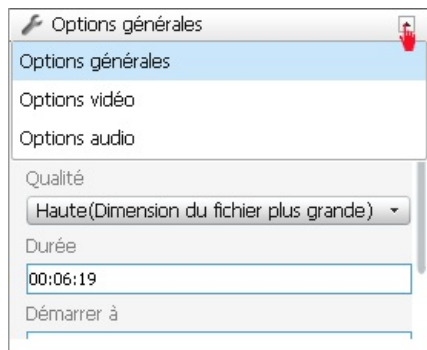 Options générales
Options générales
Options vidéo
Options audio
Qualité
Haute(Dimension du fichier plus grande)
Durée
00:06:19
Démarrer à